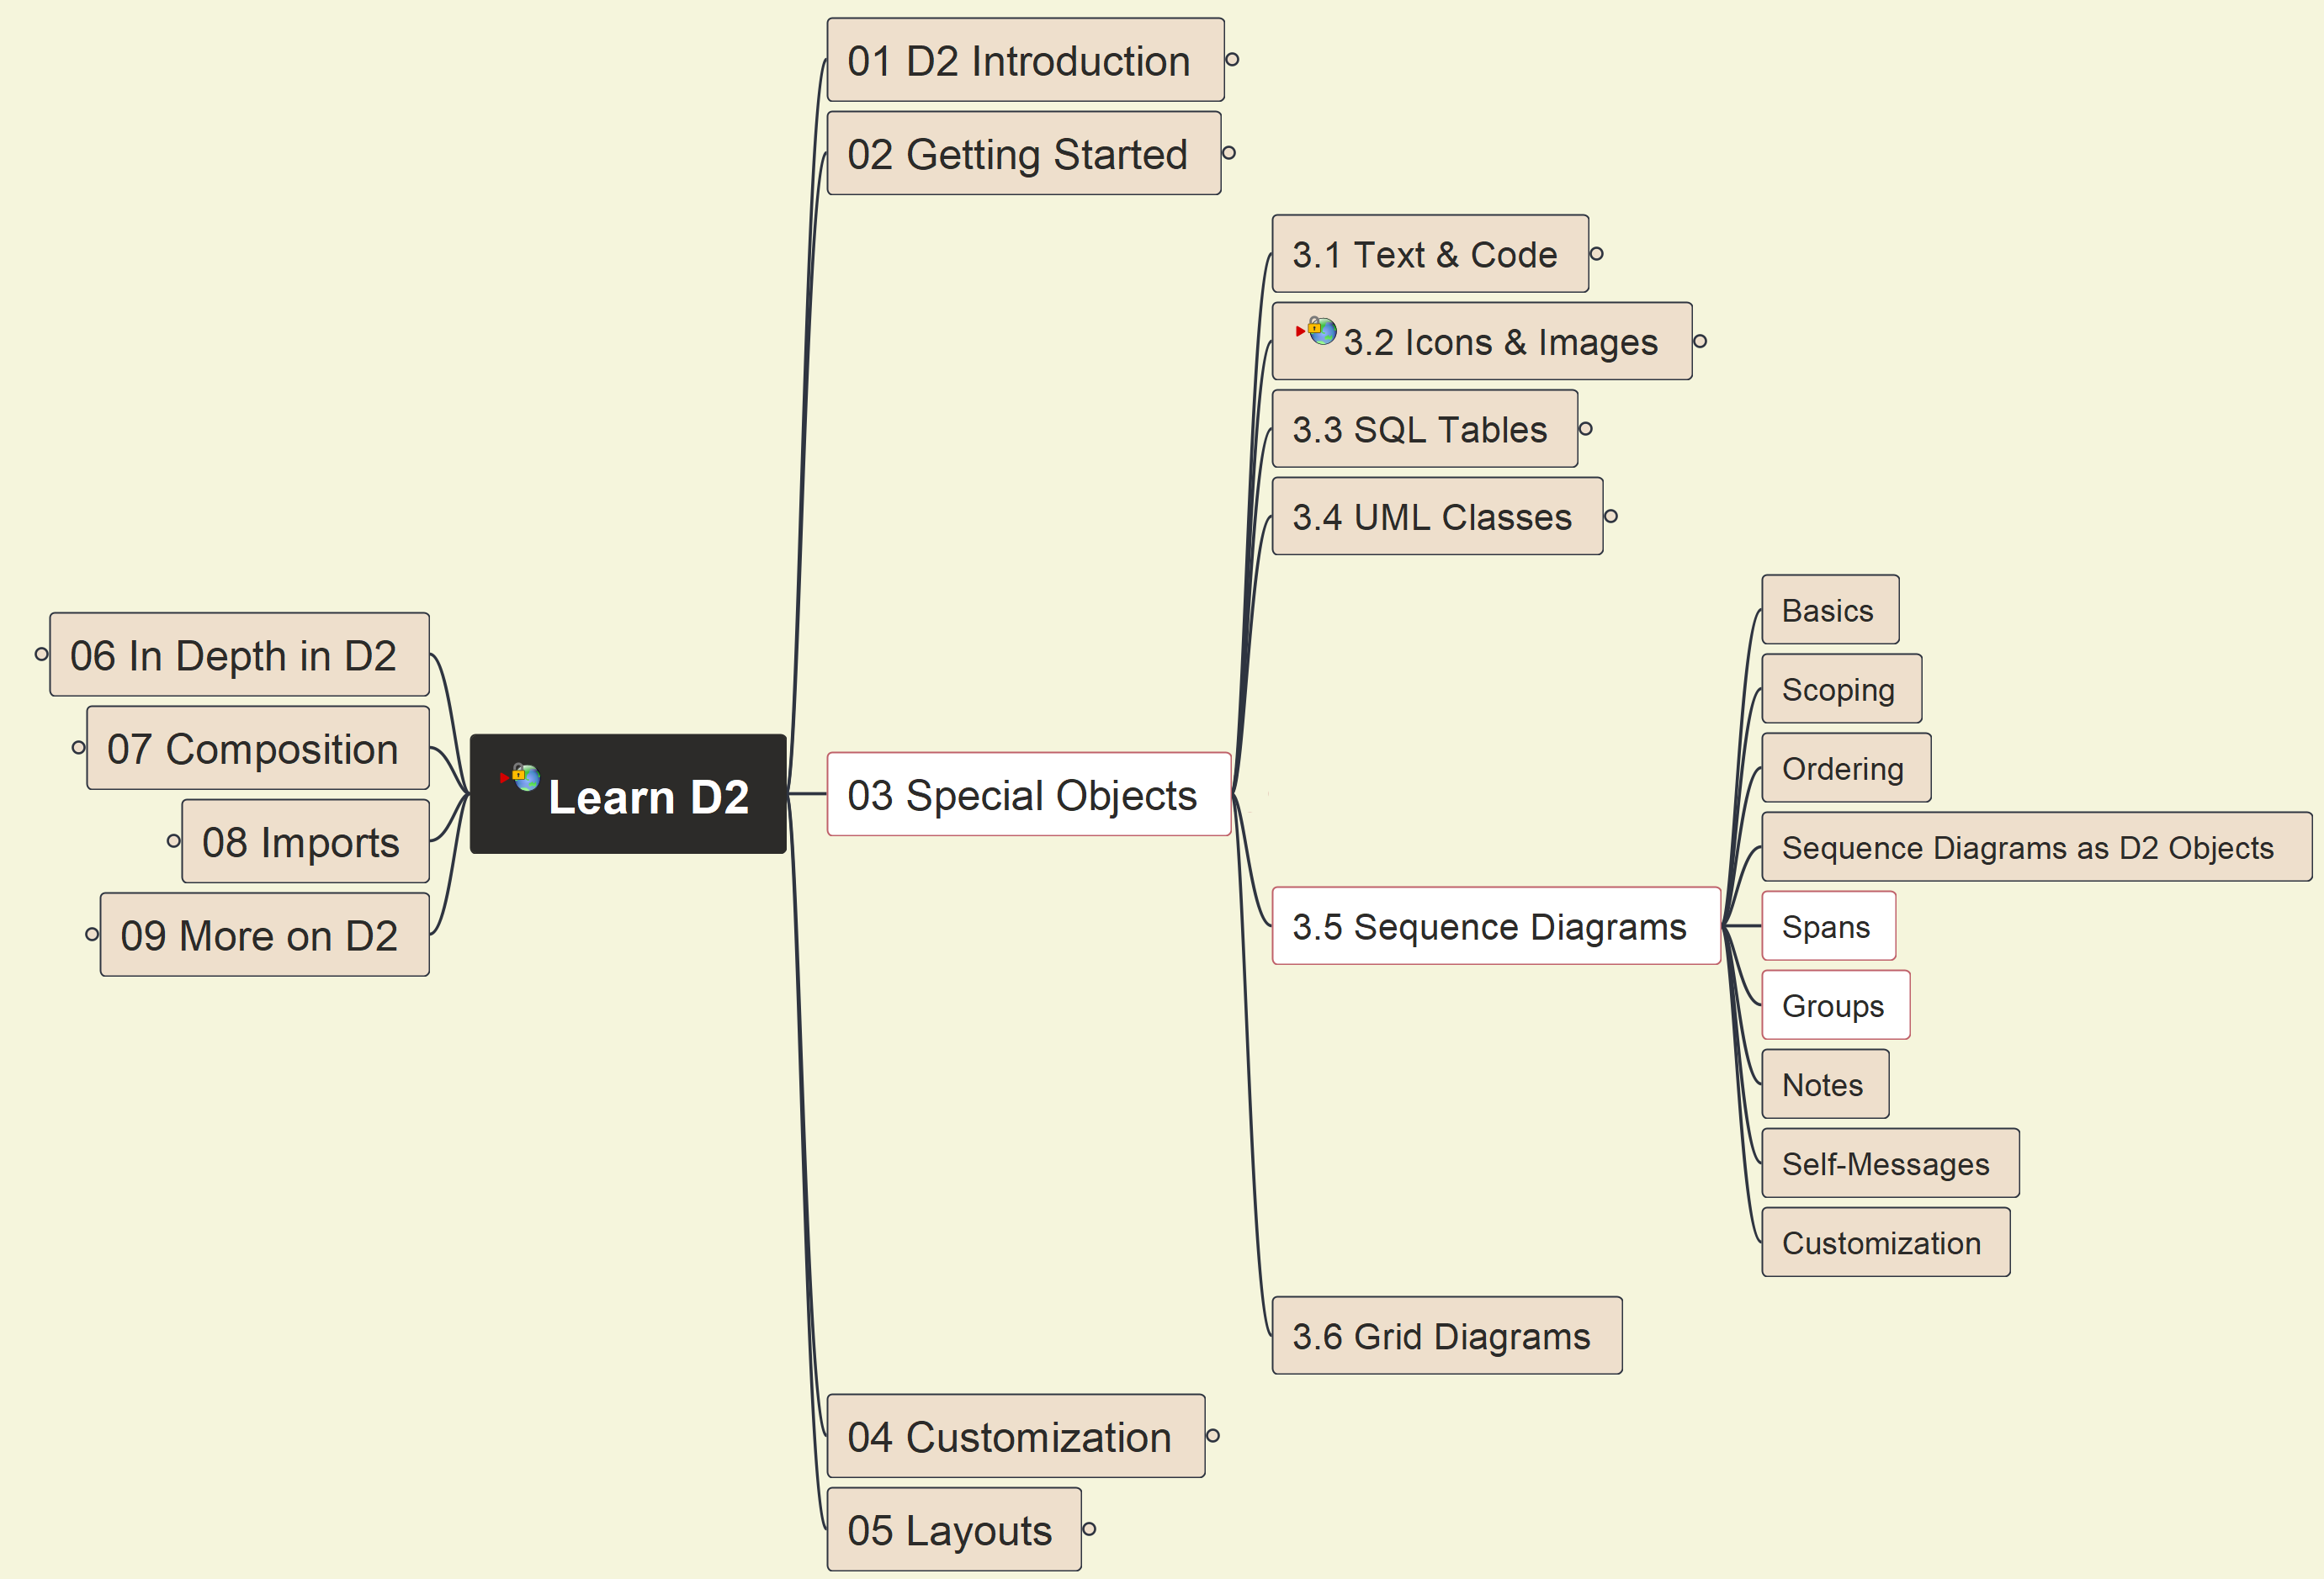 01 D2 Introduction
02 Getting Started
3.1 Text & Code
3.2 Icons & Images
3.3 SQL Tables
3.4 UML Classes
Basics
Scoping
Ordering
Sequence Diagrams as D2 Objects
Spans
Groups
Notes
Self-Messages
Customization
06 In Depth in D2
07 Composition
08 Imports
09 More on D2
Learn D2
03 Special Objects
3.5 Sequence Diagrams
3.6 Grid Diagrams
04 Customization
05 Layouts